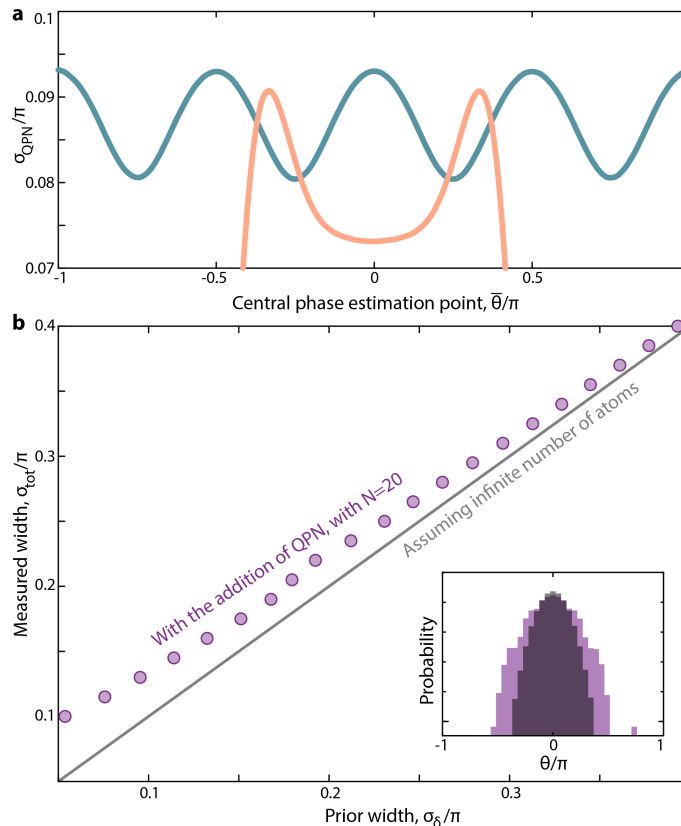 a
0.1
0.09
0.08
0.07
σQPN/π
-1
-0.5
0
0.5
Central phase estimation point, θ̅/π
b
0.4
0.3
0.2
0.1
Measured width, σtot/π
With the addition of QPN, with N=20
Assuming infinite number of atoms
Probability
-1
0
1
θ/π
0.1
0.2
0.3
Prior width, σδ/π